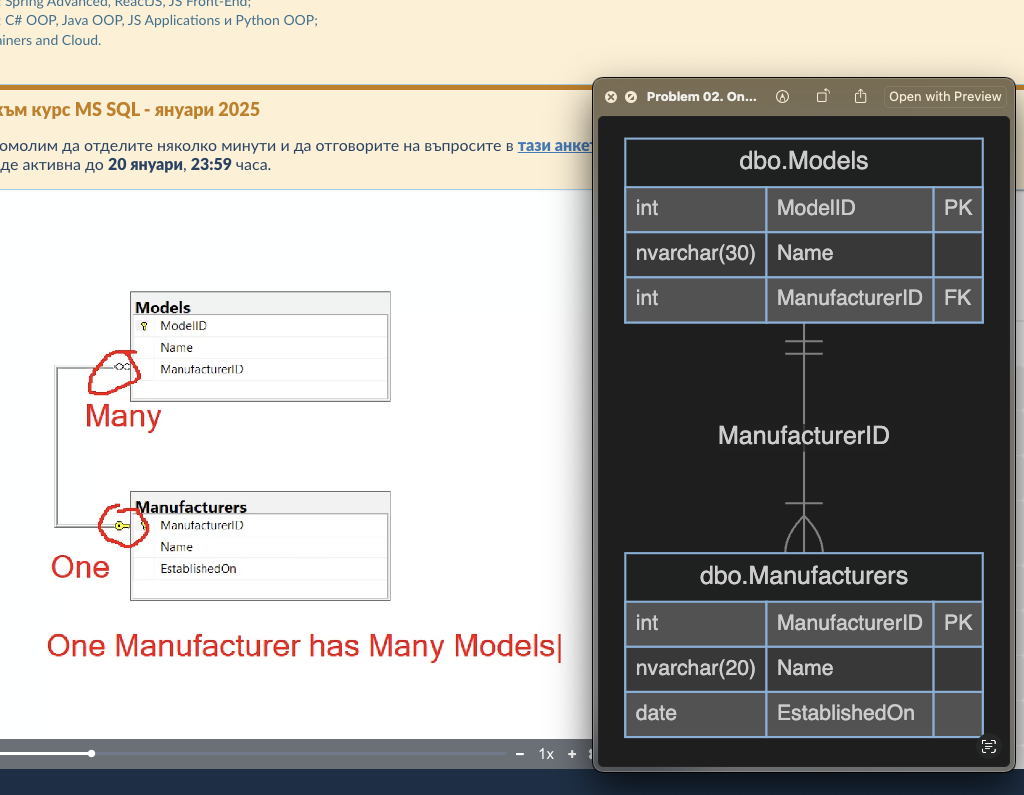 : Spring Advanced, ReactJS, JS Front-End;
: C# OOP, Java OOP, JS Applications и Python OOP;
ainers and Cloud.
към курс MS SQL - януари 2025
омолим да отделите няколко минути и да отговорите на въпросите в тази анкет
де активна до 20 януари, 23:59 часа.
Models
ModelID
Name
ManufacturerID
Many
Manufacturers
ManufacturerID
Name
EstablishedOn
One
One Manufacturer has Many Models
− 1x +
Problem 02. On...
Open with Preview
dbo.Models
int ModelID PK
nvarchar(30) Name
int ManufacturerID FK
ManufacturerID
dbo.Manufacturers
int ManufacturerID PK
nvarchar(20) Name
date EstablishedOn